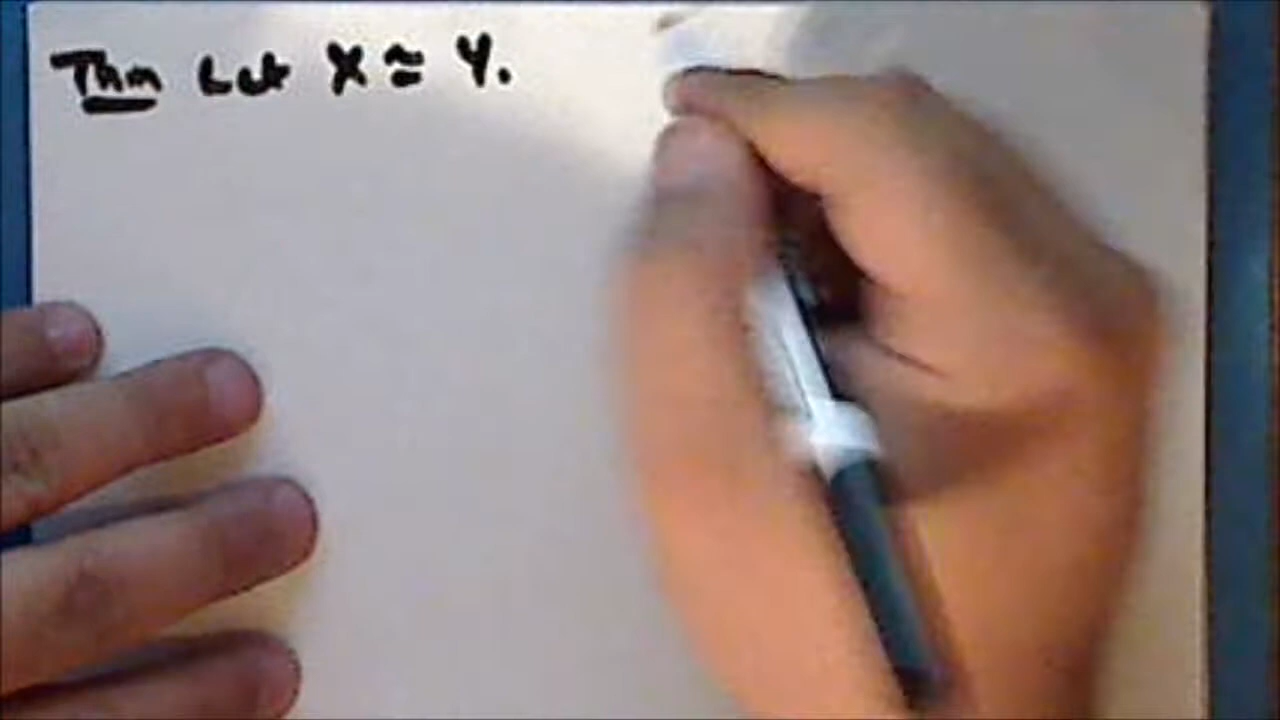 Thm Let X ≅ Y.